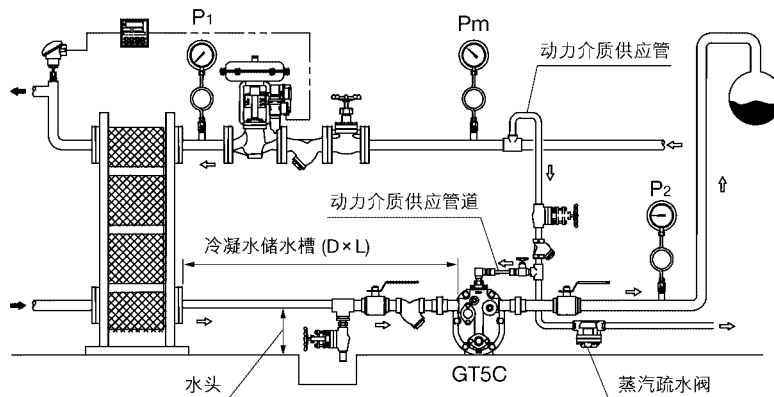 P1
Pm
动力介质供应管
动力介质供应管道
P2
冷凝水储水槽 (D×L)
水头
GT5C
蒸汽疏水阀